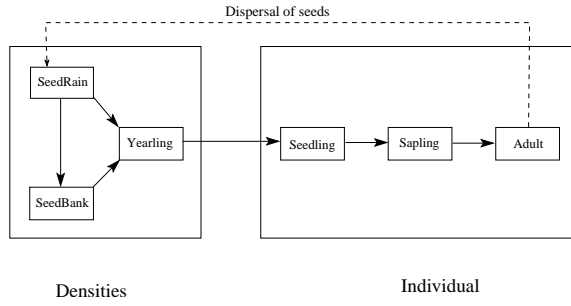 Dispersal of seeds
SeedRain
Yearling
SeedBank
Seedling
Sapling
Adult
Densities
Individual